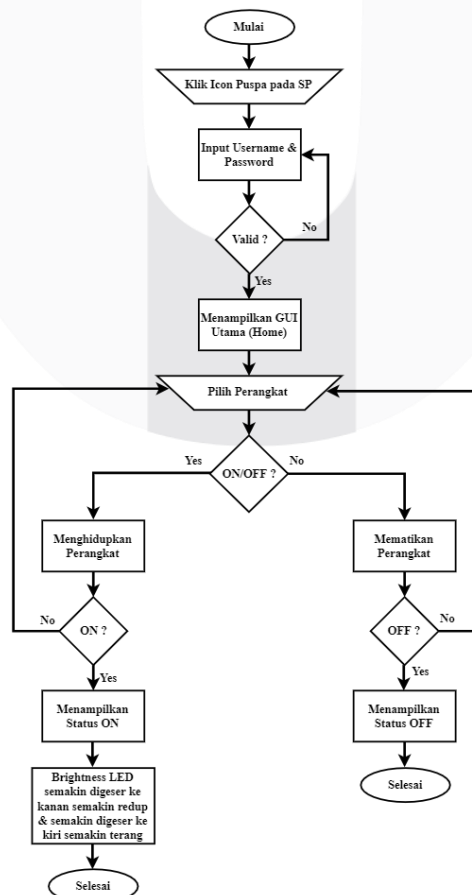 Mulai
Klik Icon Puspa pada SP
Input Username &
Password
Valid ?
No
Yes
Menampilkan GUI
Utama (Home)
Pilih Perangkat
Yes
ON/OFF ?
No
Menghidupkan
Perangkat
Mematikan
Perangkat
No
ON ?
Yes
OFF ?
No
Yes
Menampilkan
Status ON
Menampilkan
Status OFF
Brightness LED
semakin digeser ke
kanan semakin redup
& semakin digeser ke
kiri semakin terang
Selesai
Selesai